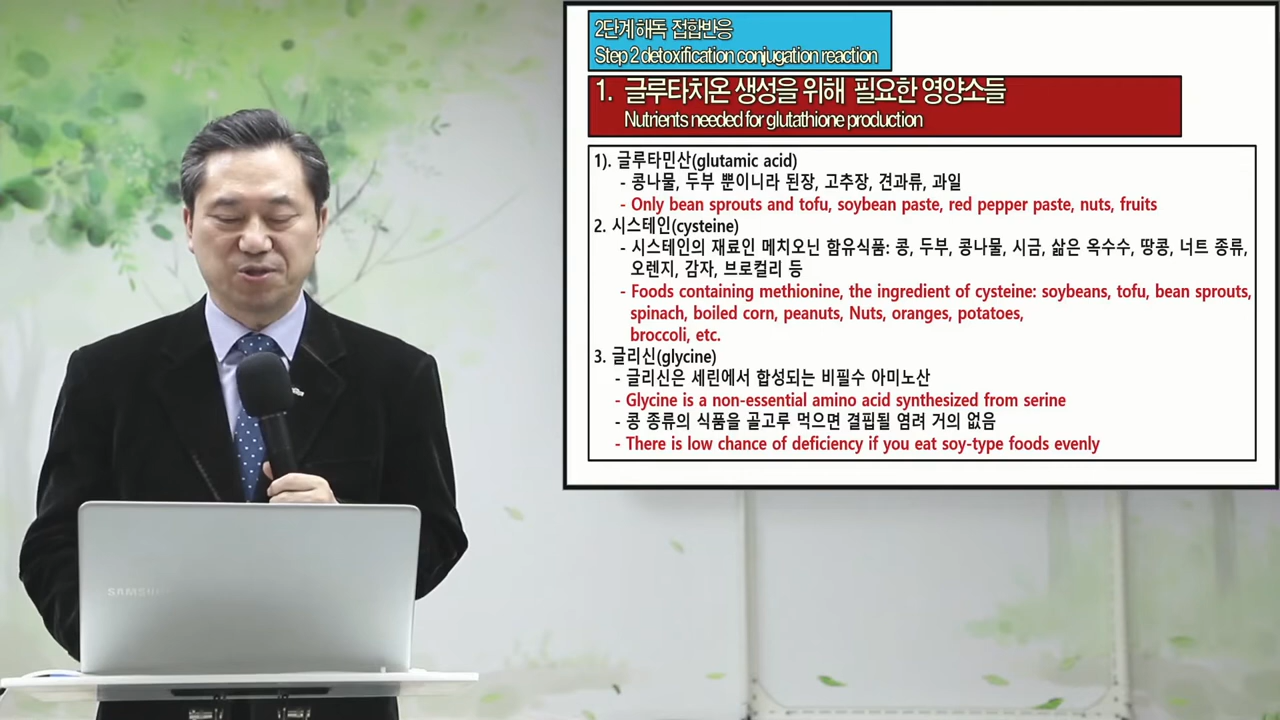 2단계 해독 접합반응
Step 2 detoxification conjugation reaction
1. 글루타치온 생성을 위해 필요한 영양소들
Nutrients needed for glutathione production
1). 글루타민산(glutamic acid)
- 콩나물, 두부 뿐이니라 된장, 고추장, 견과류, 과일
- Only bean sprouts and tofu, soybean paste, red pepper paste, nuts, fruits
2. 시스테인(cysteine)
- 시스테인의 재료인 메치오닌 함유식품: 콩, 두부, 콩나물, 시금, 삶은 옥수수, 땅콩, 너트 종류,
오렌지, 감자, 브로컬리 등
- Foods containing methionine, the ingredient of cysteine: soybeans, tofu, bean sprouts,
spinach, boiled corn, peanuts, Nuts, oranges, potatoes,
broccoli, etc.
3. 글리신(glycine)
- 글리신은 세린에서 합성되는 비필수 아미노산
- Glycine is a non-essential amino acid synthesized from serine
- 콩 종류의 식품을 골고루 먹으면 결핍될 염려 거의 없음
- There is low chance of deficiency if you eat soy-type foods evenly
SAMSUNG